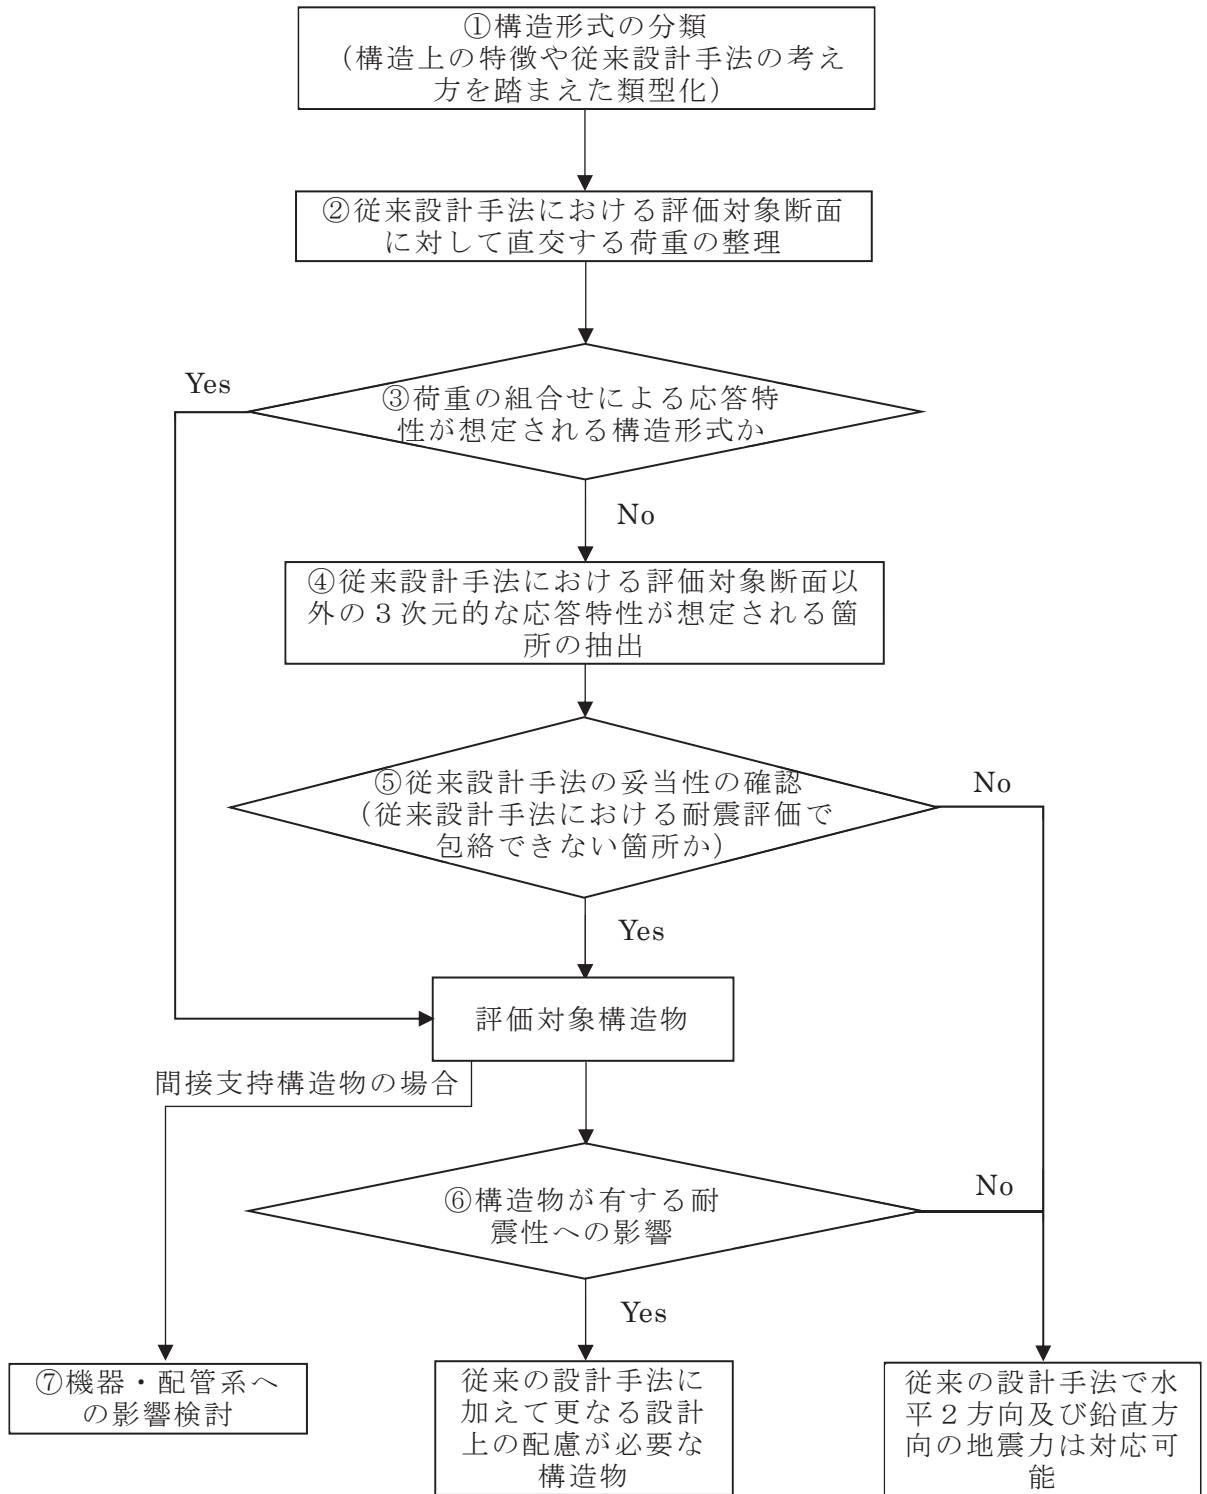 ①構造形式の分類
（構造上の特徴や従来設計手法の考え
方を踏まえた類型化）
②従来設計手法における評価対象断面
に対して直交する荷重の整理
Yes
③荷重の組合せによる応答特
性が想定される構造形式か
No
④従来設計手法における評価対象断面以
外の３次元的な応答特性が想定される箇
所の抽出
⑤従来設計手法の妥当性の確認
（従来設計手法における耐震評価で
包絡できない箇所か）
No
Yes
評価対象構造物
間接支持構造物の場合
⑥構造物が有する耐
震性への影響
No
Yes
⑦機器・配管系へ
の影響検討
従来の設計手法に
加えて更なる設計
上の配慮が必要な
構造物
従来の設計手法で水
平２方向及び鉛直方
向の地震力は対応可
能